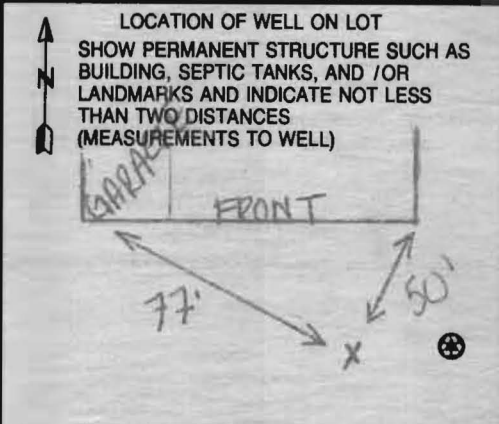 LOCATION OF WELL ON LOT
SHOW PERMANENT STRUCTURE SUCH AS
BUILDING, SEPTIC TANKS, AND /OR
LANDMARKS AND INDICATE NOT LESS
THAN TWO DISTANCES
(MEASUREMENTS TO WELL)
N
GARAGE
FRONT
77'
50'
X